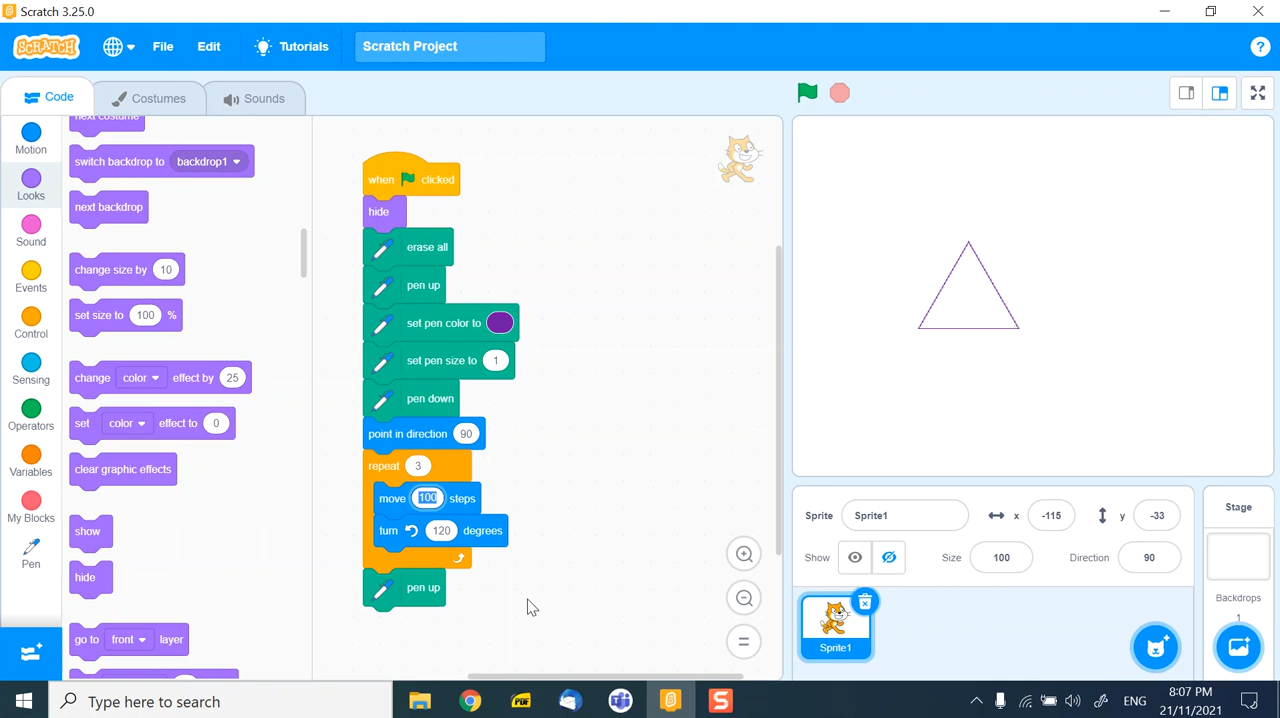 Scratch 3.25.0
SCRATCH
File
Edit
Tutorials
Scratch Project
?
Code
Costumes
Sounds
Motion
Looks
Sound
Events
Control
Sensing
Operators
Variables
My Blocks
Pen
switch backdrop to backdrop1
next backdrop
change size by 10
set size to 100 %
change color effect by 25
set color effect to 0
clear graphic effects
show
hide
go to front layer
when clicked
hide
erase all
pen up
set pen color to
set pen size to 1
pen down
point in direction 90
repeat 3
move 100 steps
turn 120 degrees
pen up
Sprite Sprite1 x -115 y -33
Show Size 100 Direction 90
Sprite1
Stage
Backdrops
1
Type here to search
PDF
S
ENG
8:07 PM
21/11/2021